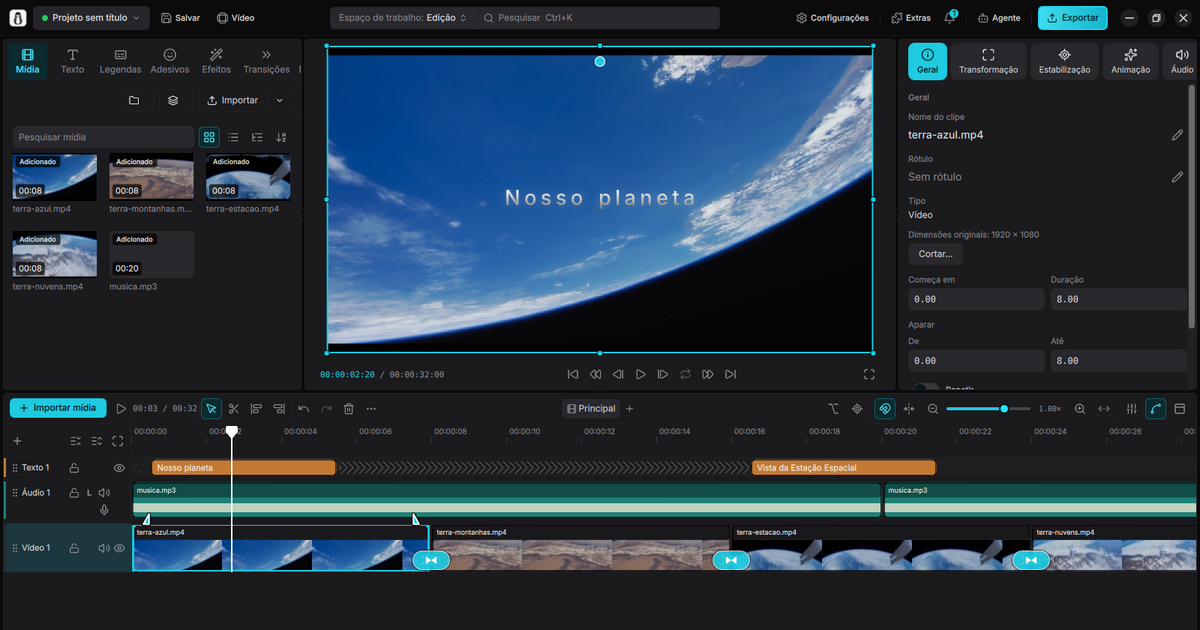 Projeto sem título
Salvar
Vídeo
Espaço de trabalho: Edição
Pesquisar Ctrl+K
Configurações
Extras
1
Agente
Exportar
Mídia
Texto
Legendas
Adesivos
Efeitos
Transições
Importar
Pesquisar mídia
Adicionado
00:08
terra-azul.mp4
Adicionado
00:08
terra-montanhas.m...
Adicionado
00:08
terra-estacao.mp4
Adicionado
00:08
terra-nuvens.mp4
Adicionado
00:20
musica.mp3
Nosso planeta
00:00:02:20 / 00:00:32:00
Geral
Transformação
Estabilização
Animação
Áudio
Geral
Nome do clipe
terra-azul.mp4
Rótulo
Sem rótulo
Tipo
Vídeo
Dimensões originais: 1920 × 1080
Cortar...
Começa em
Duração
0.00
8.00
Aparar
De
Até
0.00
8.00
Importar mídia
00:03 / 00:32
Principal
1.00×
00:00:00
00:00:04
00:00:06
00:00:08
00:00:10
00:00:12
00:00:14
00:00:16
00:00:18
00:00:20
00:00:22
00:00:24
00:00:26
Texto 1
Nosso planeta
Vista da Estação Espacial
Áudio 1
L
musica.mp3
musica.mp3
Vídeo 1
terra-azul.mp4
terra-montanhas.mp4
terra-estacao.mp4
terra-nuvens.mp4